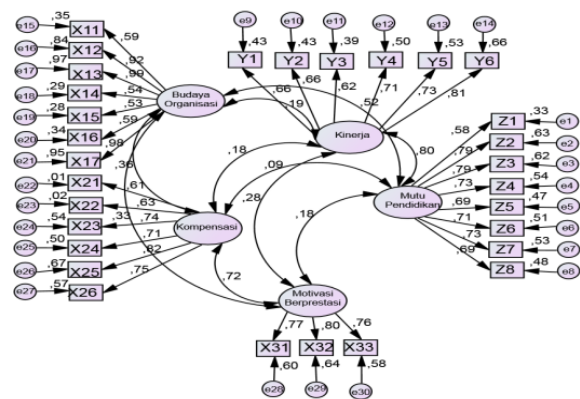 e15 ,35 X11 ,59
e16 ,84 X12 ,92
e17 ,97 X13 ,99
e18 ,29 X14 ,54
e19 ,28 X15 ,53
e20 ,34 X16 ,59
e21 ,95 X17 ,98
Budaya
Organisasi
e9 ,43 Y1 ,66
e10 ,43 Y2 ,66
e11 ,39 Y3 ,62
e12 ,50 Y4 ,71
e13 ,53 Y5 ,73
e14 ,66 Y6 ,81
Kinerja
,19
,52
,80
,18
,09
,28
,18
,36
,61
,33
,72
Z1 ,33 e1 ,58
Z2 ,63 e2 ,79
Z3 ,62 e3 ,79
Z4 ,54 e4 ,73
Z5 ,47 e5 ,69
Z6 ,51 e6 ,71
Z7 ,53 e7 ,73
Z8 ,48 e8 ,69
Mutu
Pendidikan
e22 ,01 X21
e23 ,02 X22 ,63
e24 ,54 X23 ,74
e25 ,50 X24 ,71
e26 ,67 X25 ,82
e27 ,57 X26 ,75
Kompensasi
Motivasi
Berprestasi
,77 ,80 ,76
X31 X32 X33
,60 ,64 ,58
e28 e29 e30